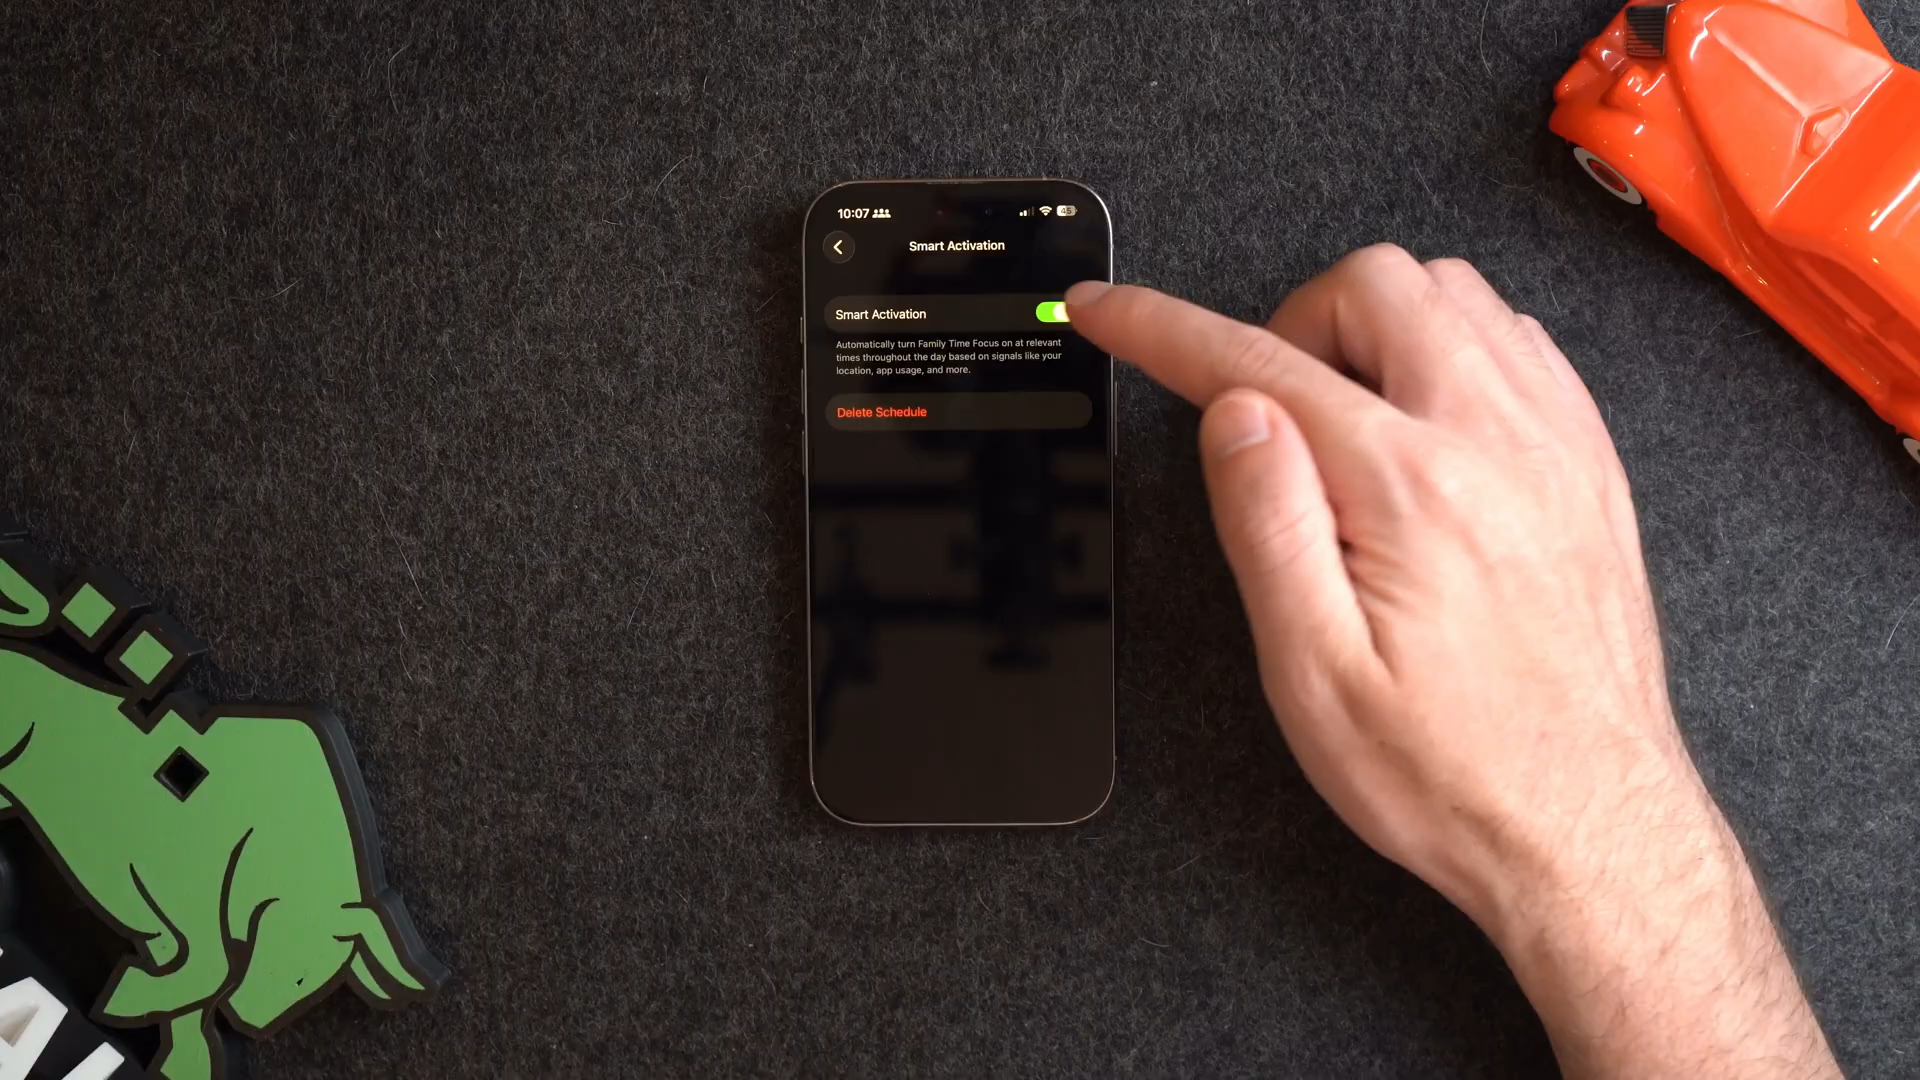 10:07
45
Smart Activation
Smart Activation
Automatically turn Family Time Focus on at relevant
times throughout the day based on signals like your
location, app usage, and more.
Delete Schedule